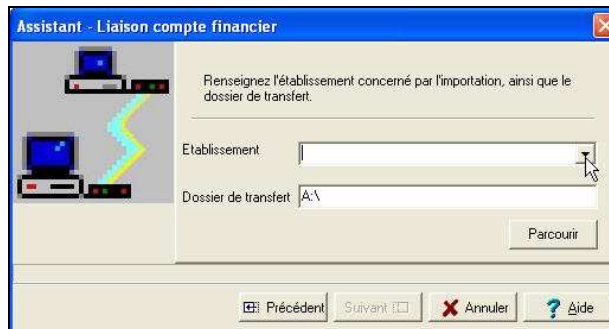 Assistant - Liaison compte financier
Renseignez l'établissement concerné par l'importation, ainsi que le
dossier de transfert.
Etablissement
Dossier de transfert A:\
Parcourir
Précédent Suivant Annuler ? Aide